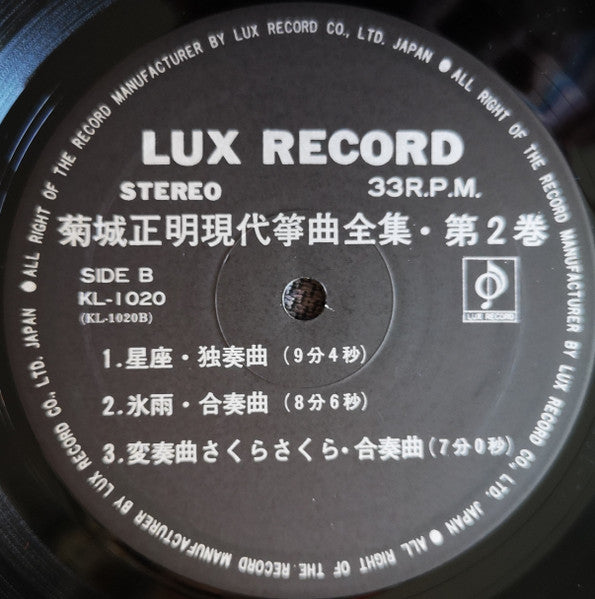 ● ALL RIGHT OF THE RECORD MANUFACTURER BY LUX RECORD CO., LTD. JAPAN ● ALL RIGHT OF THE RECORD MANUFACTURER BY LUX RECORD CO., LTD. JAPAN ● ALL RIGHT OF THE RECORD MANUFACTURER BY LUX RECORD CO., LTD. JAPAN
LUX RECORD
STEREO 33R.P.M.
菊城正明現代箏曲全集・第2巻
SIDE B
KL-1020
(KL-1020B)
LUX RECORD
1.星座・独奏曲(9分4秒)
2.氷雨・合奏曲(8分6秒)
3.変奏曲さくらさくら・合奏曲(7分0秒)